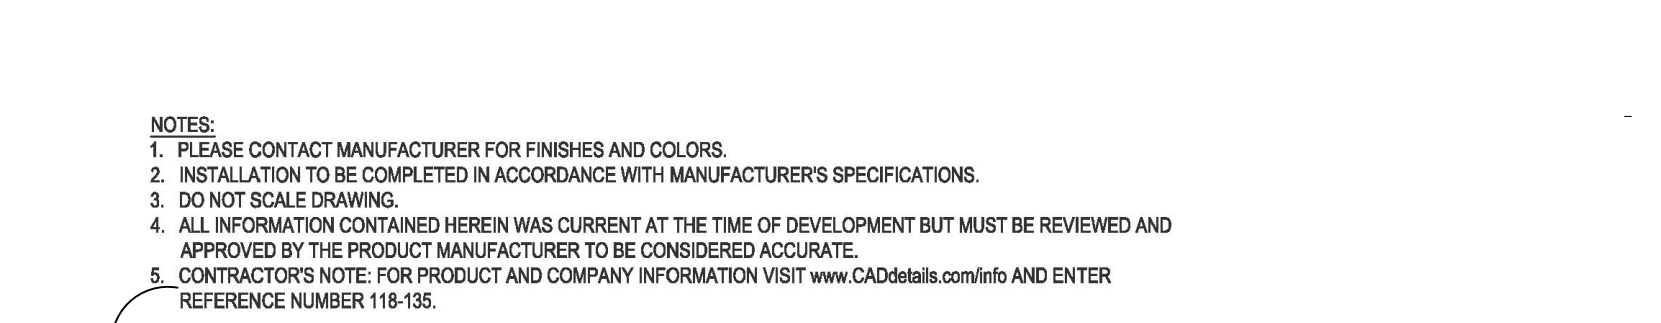 NOTES:
1. PLEASE CONTACT MANUFACTURER FOR FINISHES AND COLORS.
2. INSTALLATION TO BE COMPLETED IN ACCORDANCE WITH MANUFACTURER'S SPECIFICATIONS.
3. DO NOT SCALE DRAWING.
4. ALL INFORMATION CONTAINED HEREIN WAS CURRENT AT THE TIME OF DEVELOPMENT BUT MUST BE REVIEWED AND
APPROVED BY THE PRODUCT MANUFACTURER TO BE CONSIDERED ACCURATE.
5. CONTRACTOR'S NOTE: FOR PRODUCT AND COMPANY INFORMATION VISIT www.CADdetails.com/info AND ENTER
REFERENCE NUMBER 118-135.